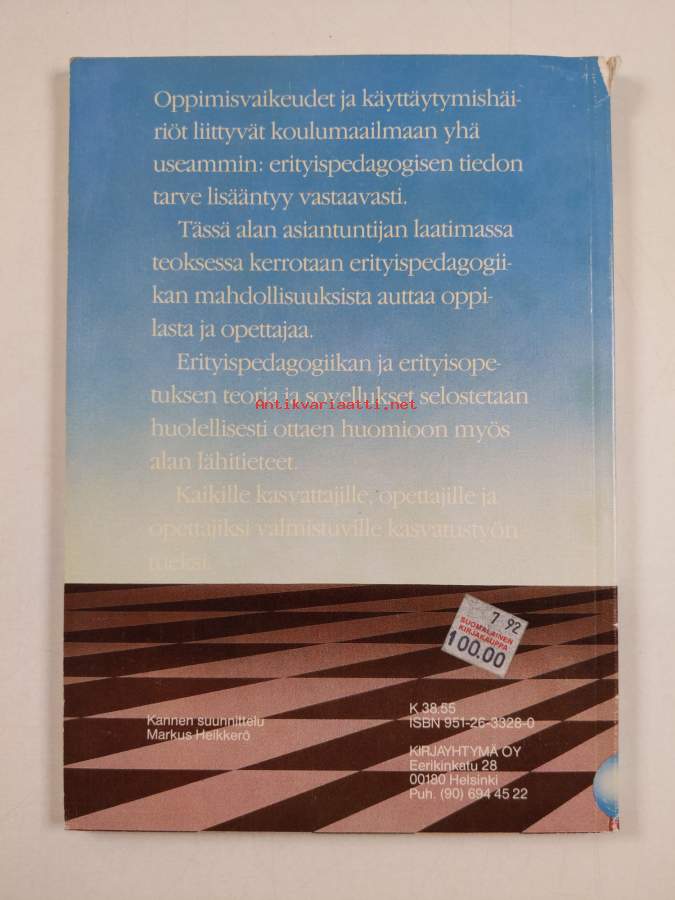 Oppimisvaikeudet ja käyttäytymishäi-
riöt liittyvät koulumaailmaan yhä
useammin: erityispedagogisen tiedon
tarve lisääntyy vastaavasti.
Tässä alan asiantuntijan laatimassa
teoksessa kerrotaan erityispedagogii-
kan mahdollisuuksista auttaa oppi-
lasta ja opettajaa.
Erityispedagogiikan ja erityisope-
tuksen teoria ja sovellukset selostetaan
Antikvariaatti.net
huolellisesti ottaen huomioon myös
alan lähitieteet.
Kaikille kasvattajille, opettajille ja
opettajiksi valmistuville kasvatustyön
tueksi.
7 92
SUOMALAINEN
KIRJAKAUPPA
100.00
Kannen suunnittelu
Markus Heikkerö
K 38.55
ISBN 951-26-3328-0
KIRJAYHTYMÄ OY
Eerikinkatu 28
00180 Helsinki
Puh. (90) 694 45 22